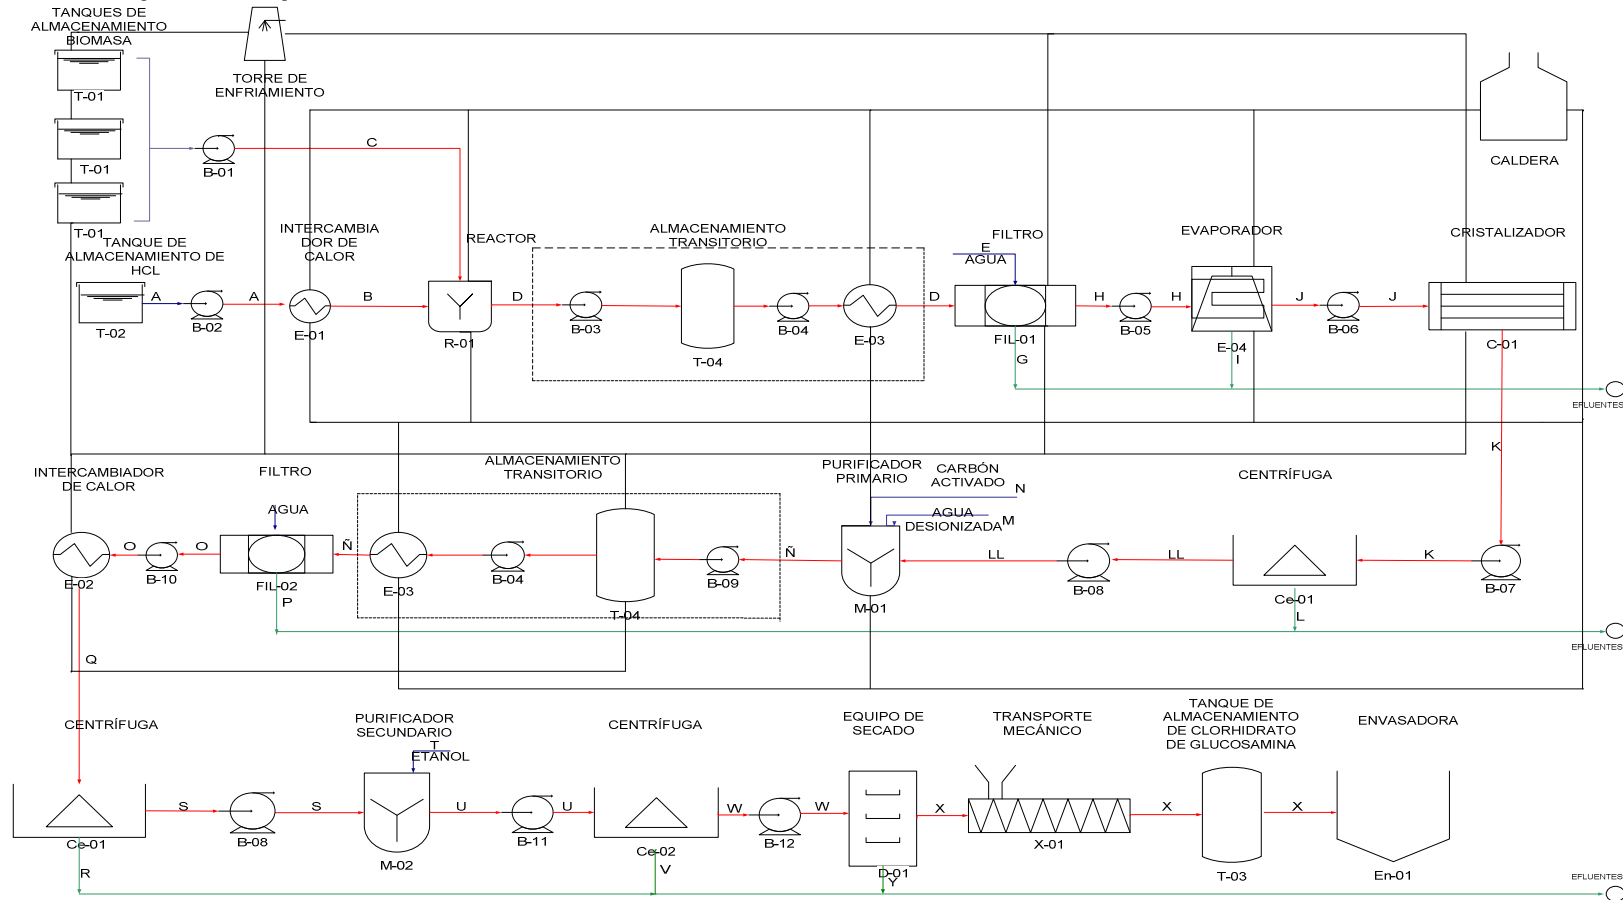 TANQUES DE
ALMACENAMIENTO
BIOMASA
T-01
T-01
T-01
TORRE DE
ENFRIAMIENTO
B-01
C
CALDERA
TANQUE DE
ALMACENAMIENTO DE
HCL
T-02
A
B-02
A
INTERCAMBIA
DOR DE
CALOR
E-01
B
REACTOR
R-01
D
ALMACENAMIENTO
TRANSITORIO
B-03
T-04
B-04
E-03
D
FILTRO
E
AGUA
FIL-01
G
H
B-05
H
EVAPORADOR
E-04
I
J
B-06
J
CRISTALIZADOR
C-01
EFLUENTES
K
INTERCAMBIADOR
DE CALOR
E-02
O
B-10
O
FILTRO
AGUA
FIL-02
P
Ñ
ALMACENAMIENTO
TRANSITORIO
E-03
B-04
T-04
B-09
Ñ
PURIFICADOR
PRIMARIO
CARBÓN
ACTIVADO
N
AGUA
DESIONIZADA
M
M-01
LL
B-08
LL
CENTRÍFUGA
Ce-01
L
K
B-07
EFLUENTES
Q
CENTRÍFUGA
Ce-01
R
S
B-08
S
PURIFICADOR
SECUNDARIO
T
ETANOL
M-02
U
B-11
U
CENTRÍFUGA
Ce-02
V
W
B-12
W
EQUIPO DE
SECADO
D-01
Y
X
TRANSPORTE
MECÁNICO
X-01
X
TANQUE DE
ALMACENAMIENTO
DE CLORHIDRATO
DE GLUCOSAMINA
T-03
X
ENVASADORA
En-01
EFLUENTES